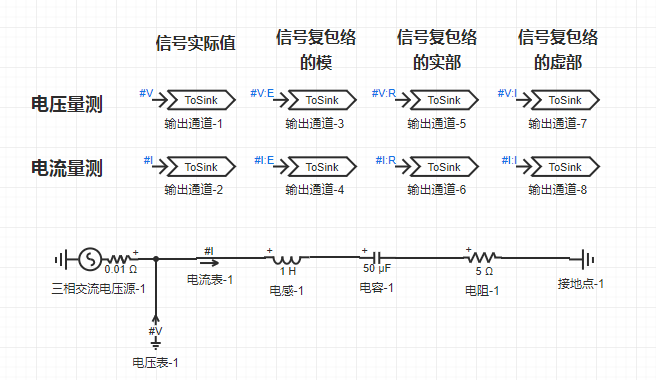 信号实际值 信号复包络的模 信号复包络的实部 信号复包络的虚部
电压量测
#V ToSink #V:E ToSink #V:R ToSink #V:I ToSink
输出通道-1 输出通道-3 输出通道-5 输出通道-7
电流量测
#I ToSink #I:E ToSink #I:R ToSink #I:I ToSink
输出通道-2 输出通道-4 输出通道-6 输出通道-8
+ #I + + +
0.01 Ω 1 H 50 μF 5 Ω
三相交流电压源-1 电流表-1 电感-1 电容-1 电阻-1 接地点-1
#V
电压表-1